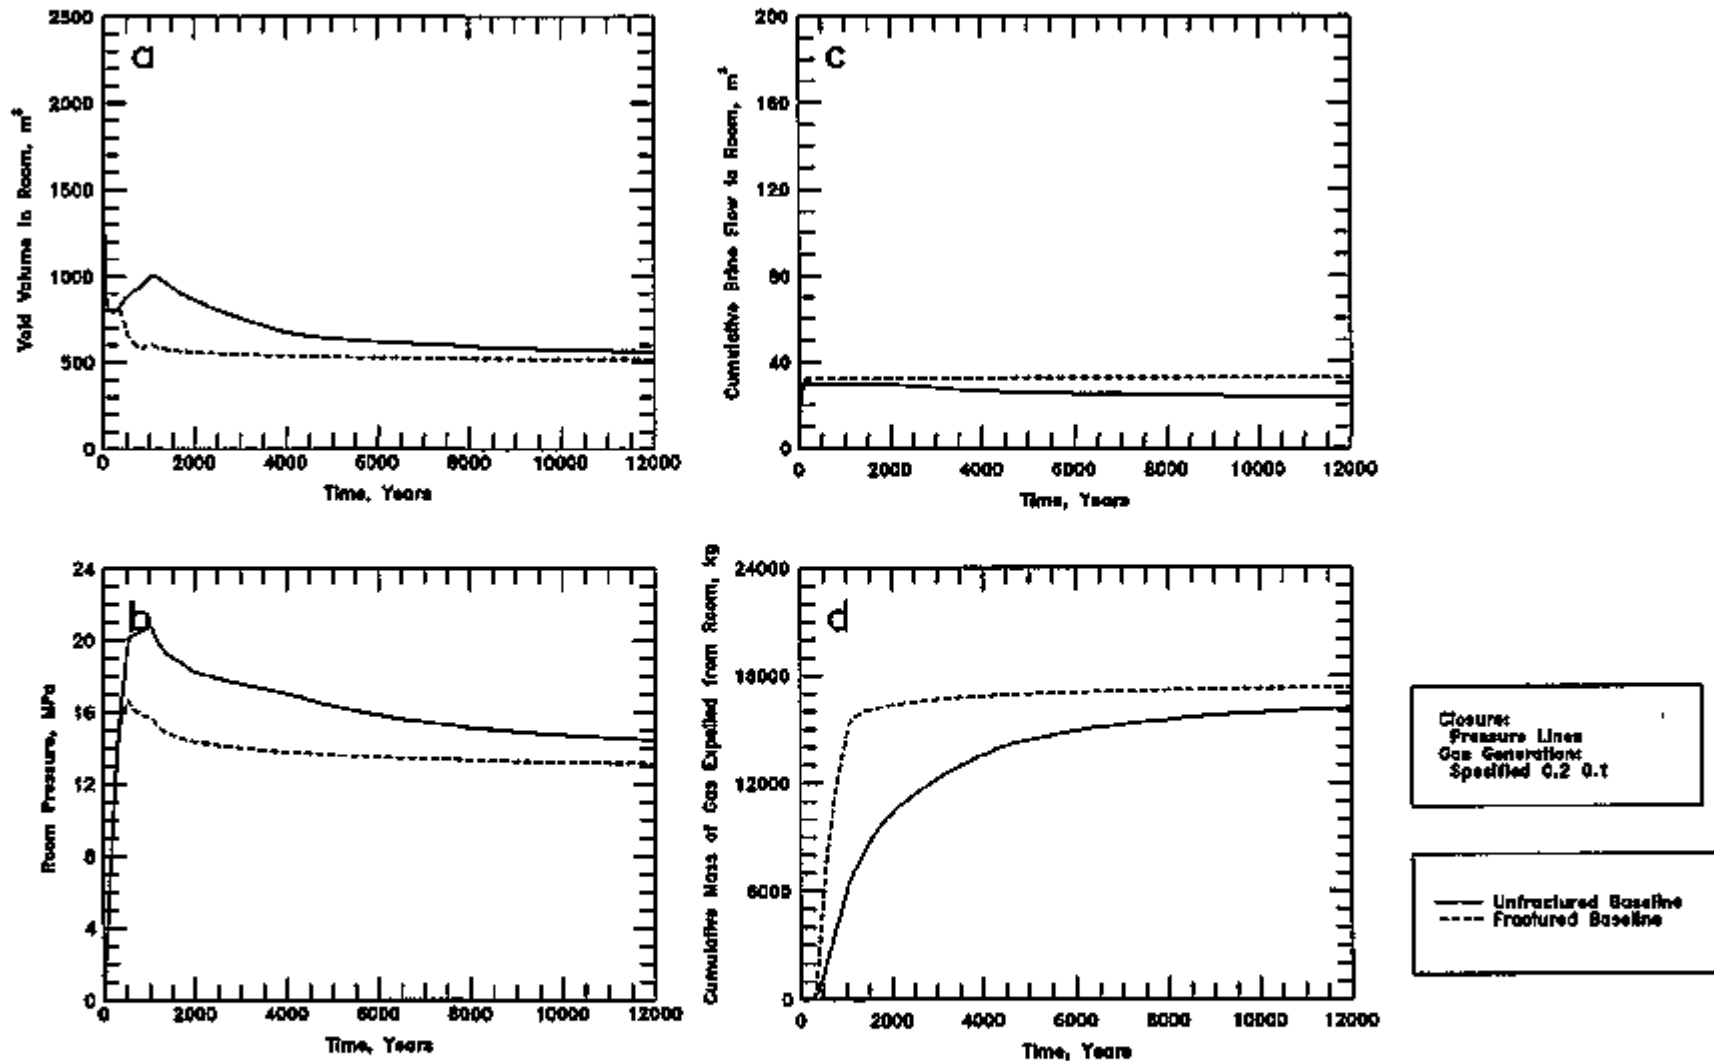 a
2500
2000
1500
1000
500
0
0 2000 4000 6000 8000 10000 12000
Time, Years
Void Volume in Room, m³
c
200
160
120
80
40
0
0 2000 4000 6000 8000 10000 12000
Time, Years
Cumulative Brine Flow to Room, m³
b
24
20
16
12
8
4
0
0 2000 4000 6000 8000 10000 12000
Time, Years
Room Pressure, MPa
d
24000
18000
12000
6000
0
0 2000 4000 6000 8000 10000 12000
Time, Years
Cumulative Mass of Gas Expelled from Room, kg
Closure:
Pressure Lines
Gas Generation:
Specified 0.2 0.1
Unfractured Baseline
Fractured Baseline